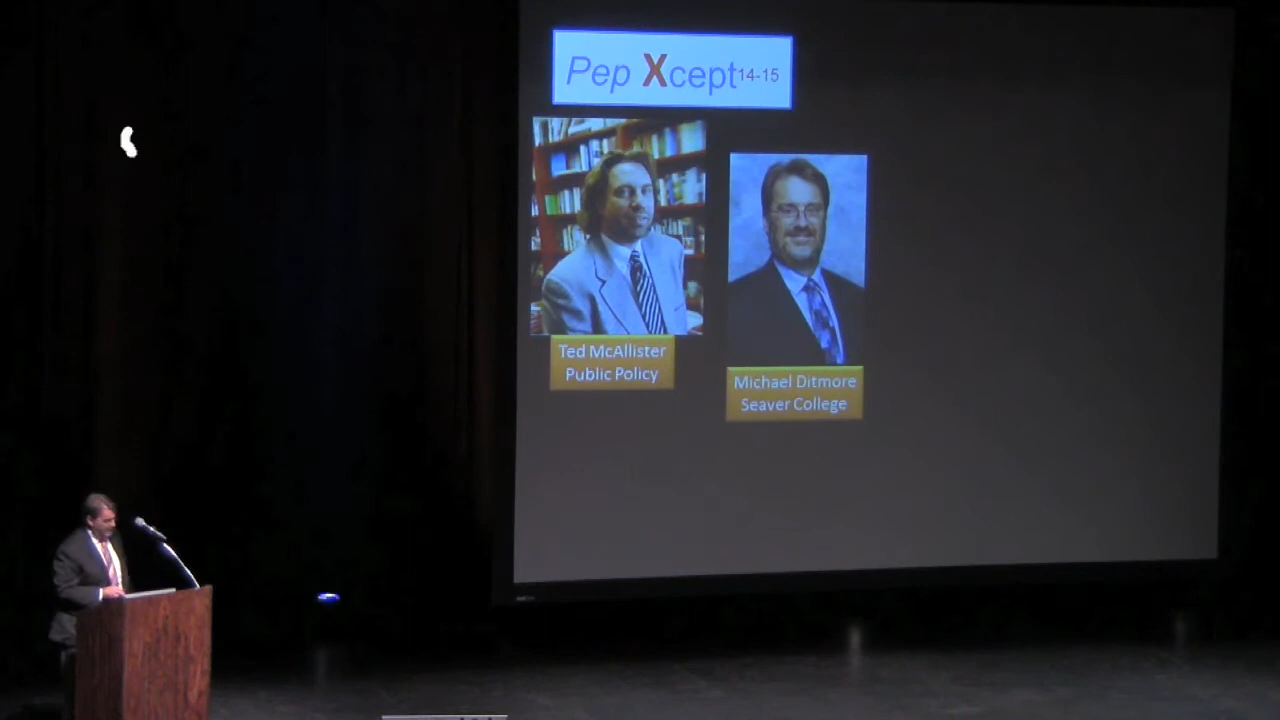 Pep Xcept14-15
Ted McAllister
Public Policy
Michael Ditmore
Seaver College